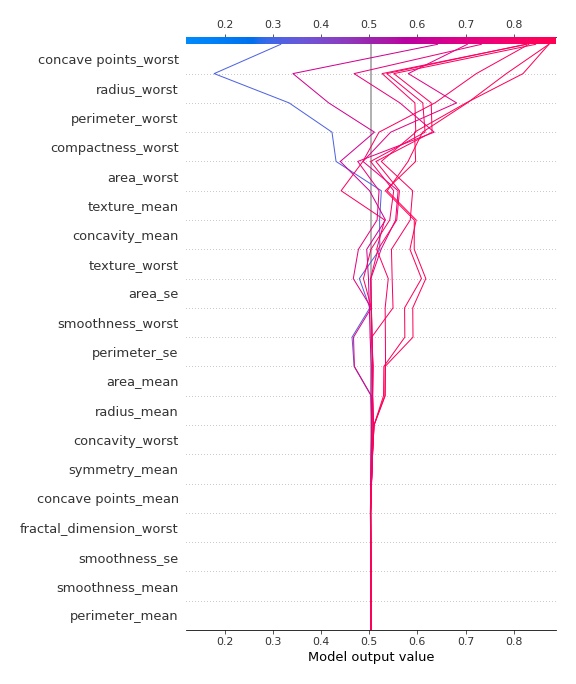 0.2 0.3 0.4 0.5 0.6 0.7 0.8
concave points_worst
radius_worst
perimeter_worst
compactness_worst
area_worst
texture_mean
concavity_mean
texture_worst
area_se
smoothness_worst
perimeter_se
area_mean
radius_mean
concavity_worst
symmetry_mean
concave points_mean
fractal_dimension_worst
smoothness_se
smoothness_mean
perimeter_mean
0.2 0.3 0.4 0.5 0.6 0.7 0.8
Model output value